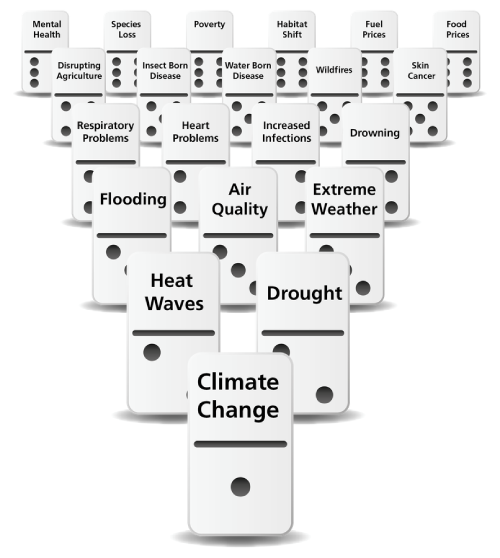 Mental
Health
Species
Loss
Poverty
Habitat
Shift
Fuel
Prices
Food
Prices
Disrupting
Agriculture
Insect Born
Disease
Water Born
Disease
Wildfires
Skin
Cancer
Respiratory
Problems
Heart
Problems
Increased
Infections
Drowning
Flooding
Air
Quality
Extreme
Weather
Heat
Waves
Drought
Climate
Change